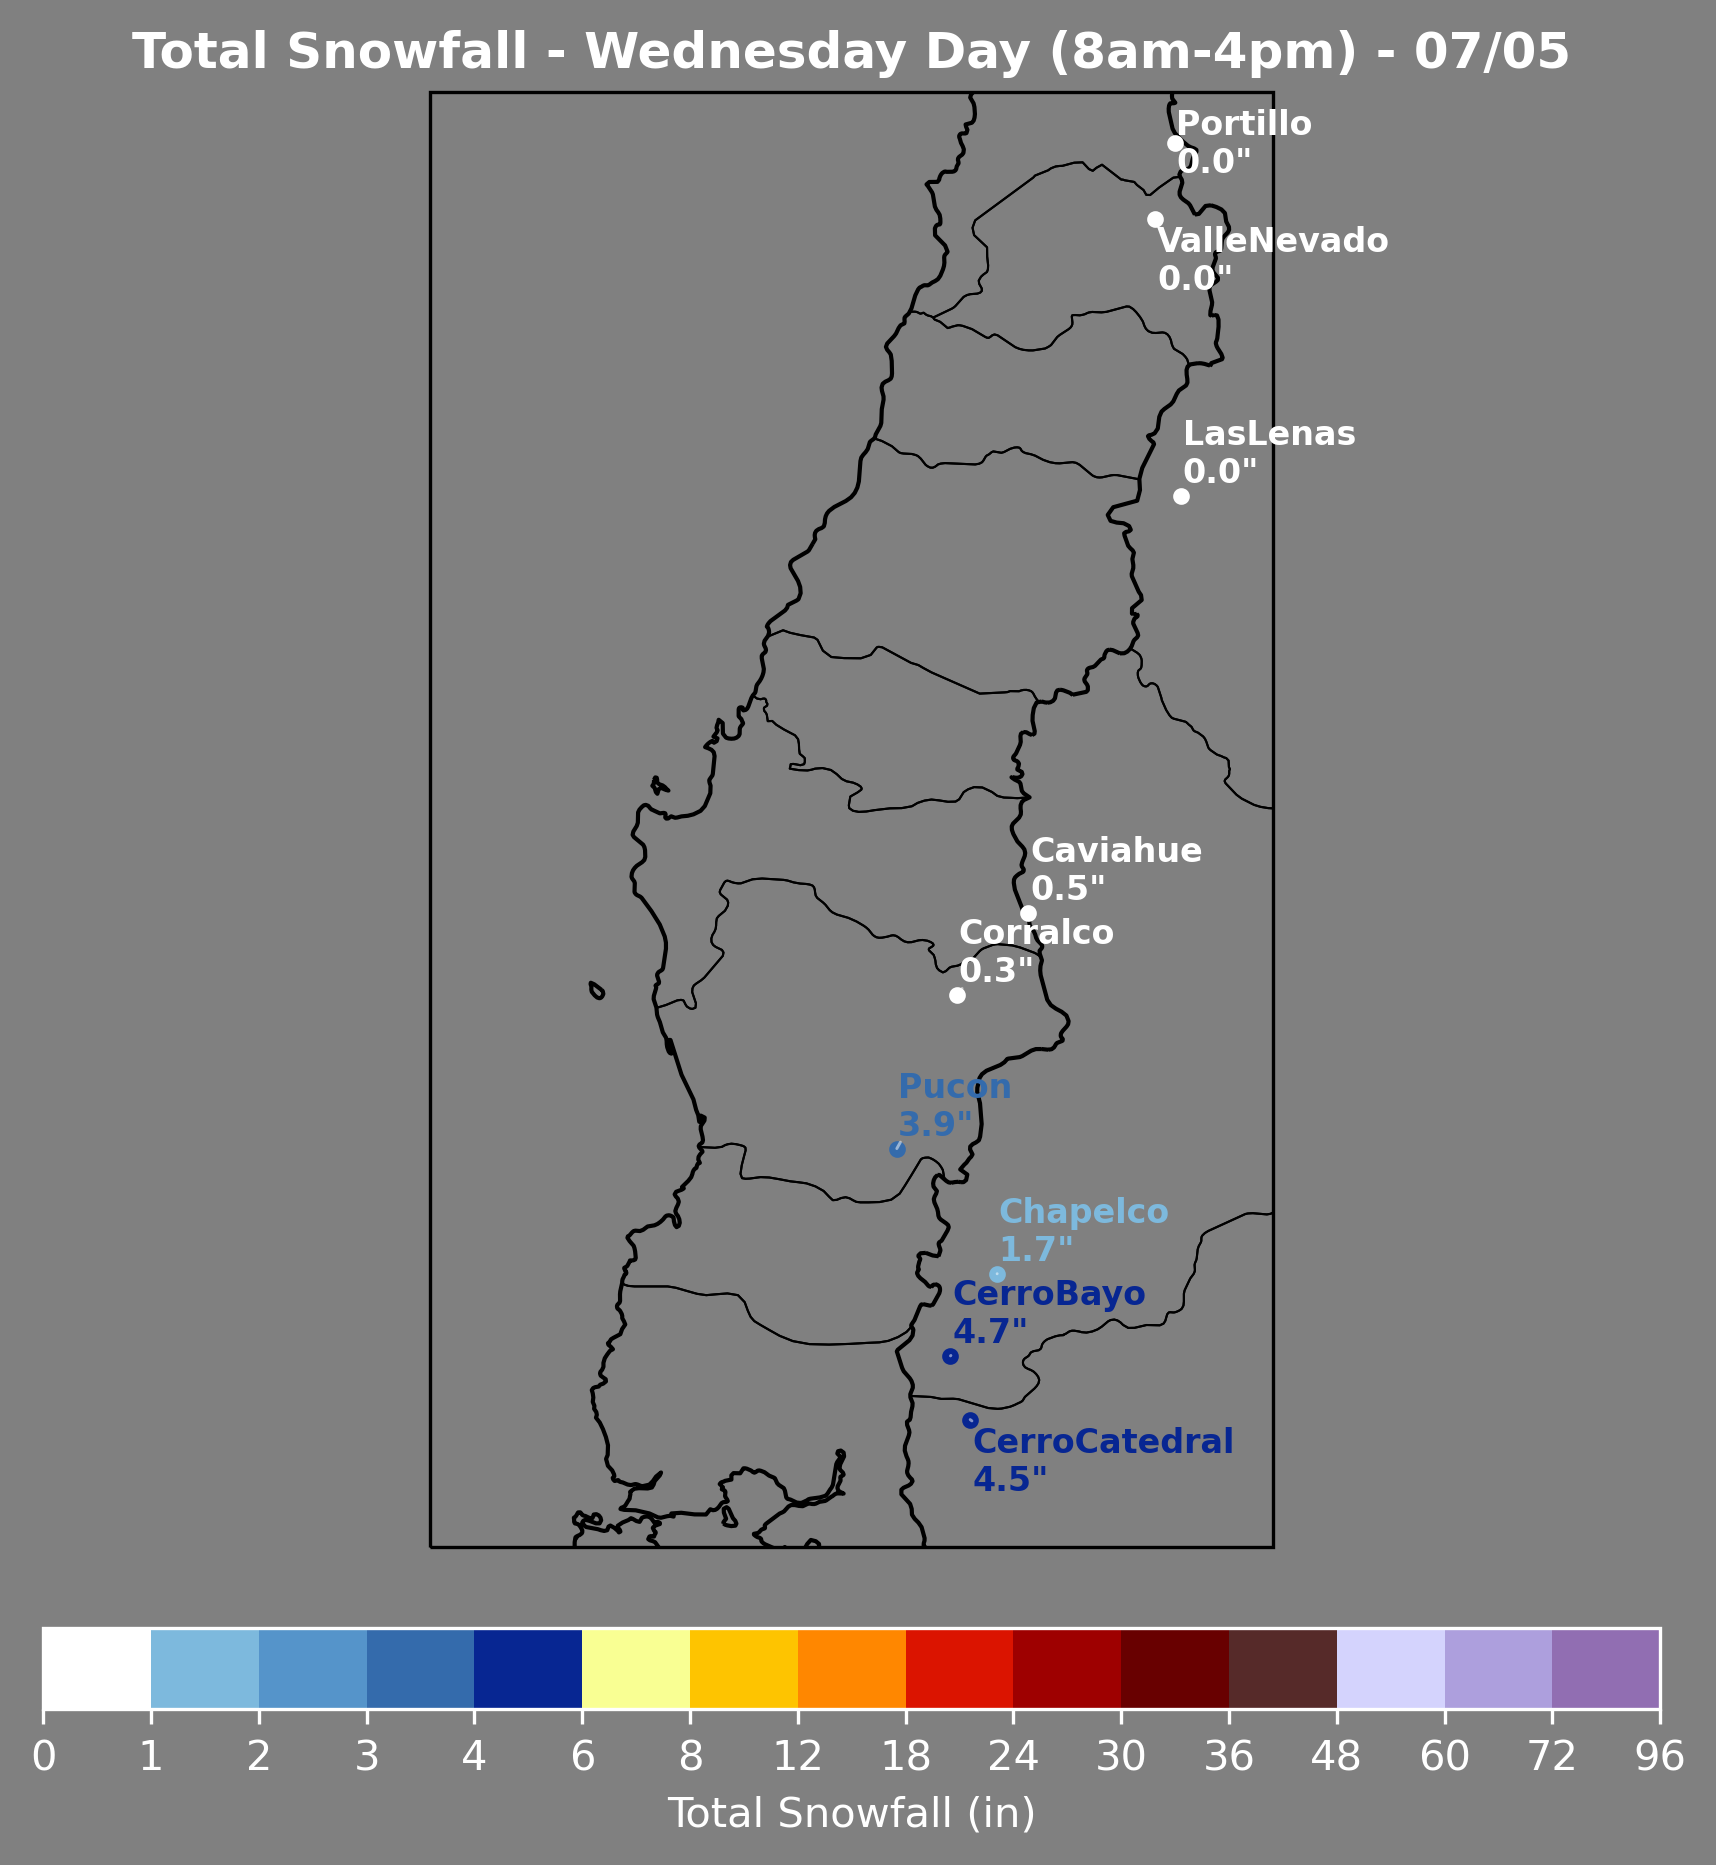 Total Snowfall - Wednesday Day (8am-4pm) - 07/05
Portillo
0.0"
ValleNevado
0.0"
LasLenas
0.0"
Caviahue
0.5"
Corralco
0.3"
Pucon
3.9"
Chapelco
1.7"
CerroBayo
4.7"
CerroCatedral
4.5"
0 1 2 3 4 6 8 12 18 24 30 36 48 60 72 96
Total Snowfall (in)